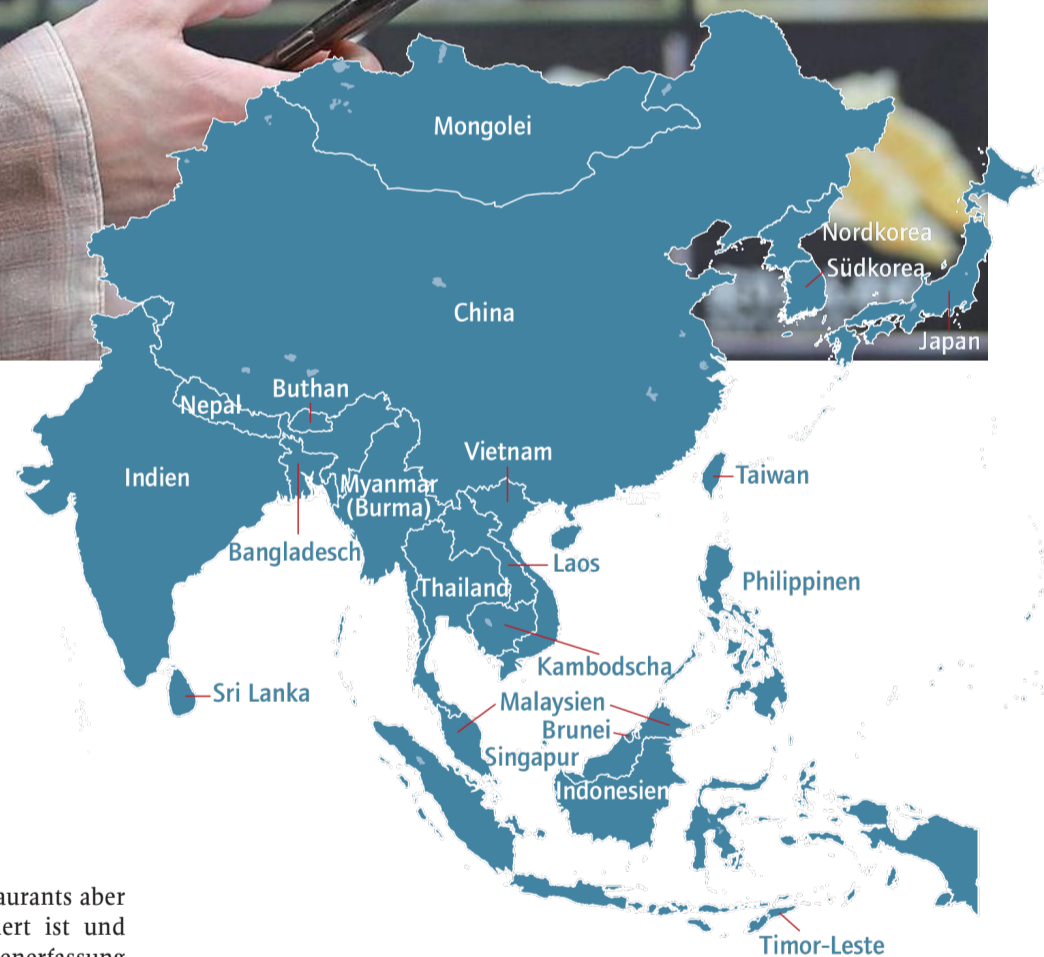 Mongolei
Nordkorea
Südkorea
China
Japan
Buthan
Nepal
Vietnam
Indien
Taiwan
Myanmar
(Burma)
Bangladesch
Laos
Thailand
Philippinen
Kambodscha
Sri Lanka
Malaysien
Brunei
Singapur
Indonesien
aurants aber
ert ist und
enerfassung
Timor-Leste